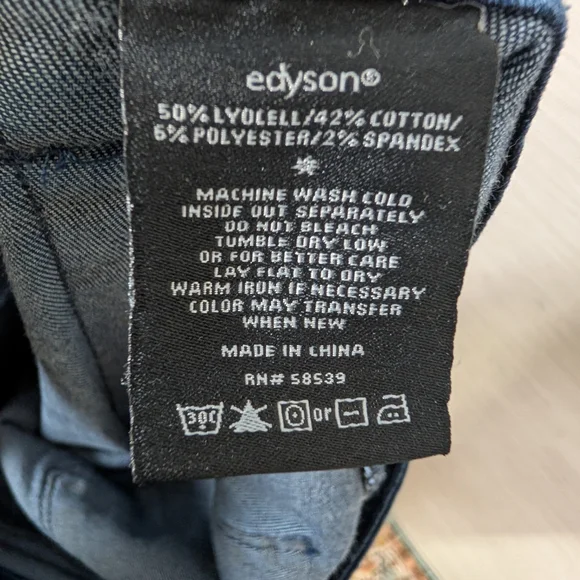 edyson®
50% LYOCELL/42% COTTON/
6% POLYESTER/2% SPANDEX
MACHINE WASH COLD
INSIDE OUT SEPARATELY
DO NOT BLEACH
TUMBLE DRY LOW
OR FOR BETTER CARE
LAY FLAT TO DRY
WARM IRON IF NECESSARY
COLOR MAY TRANSFER
WHEN NEW
MADE IN CHINA
RN# 58539
30C or